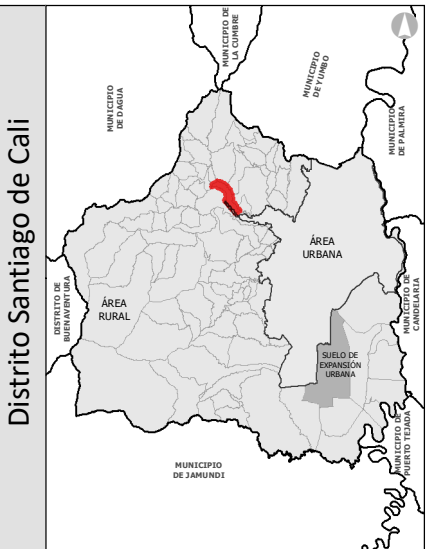 Distrito Santiago de Cali
MUNICIPIO
DE DAGUA
MUNICIPIO DE
LA CUMBRE
MUNICIPIO
DE YUMBO
MUNICIPIO
DE PALMIRA
DISTRITO DE
BUENAVENTURA
ÁREA
RURAL
ÁREA
URBANA
MUNICIPIO DE
CANDELARIA
SUELO DE
EXPANSIÓN
URBANA
MUNICIPIO DE
PUERTO TEJADA
MUNICIPIO
DE JAMUNDI